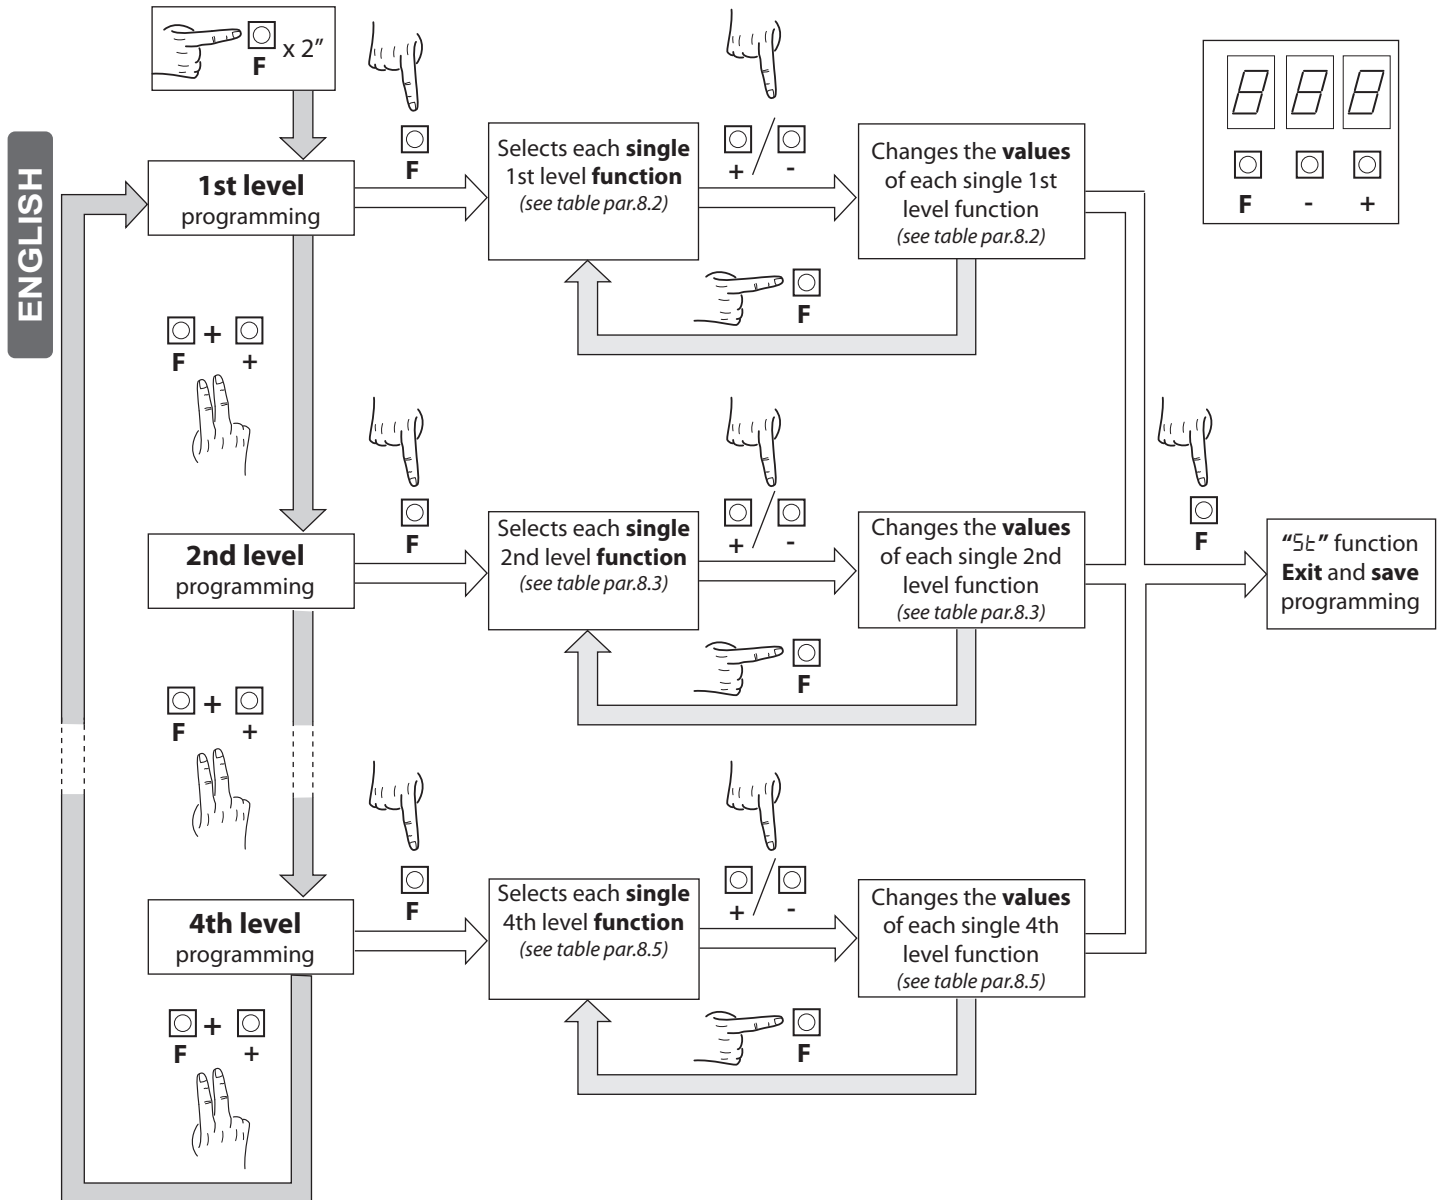 ENGLISH
F x 2”
F
+ / -
F - +
1st level
programming
Selects each single
1st level function
(see table par.8.2)
Changes the values
of each single 1st
level function
(see table par.8.2)
F
F + +
F
+ / -
2nd level
programming
Selects each single
2nd level function
(see table par.8.3)
Changes the values
of each single 2nd
level function
(see table par.8.3)
F
F
“St” function
Exit and save
programming
F + +
F
+ / -
4th level
programming
Selects each single
4th level function
(see table par.8.5)
Changes the values
of each single 4th
level function
(see table par.8.5)
F
F + +